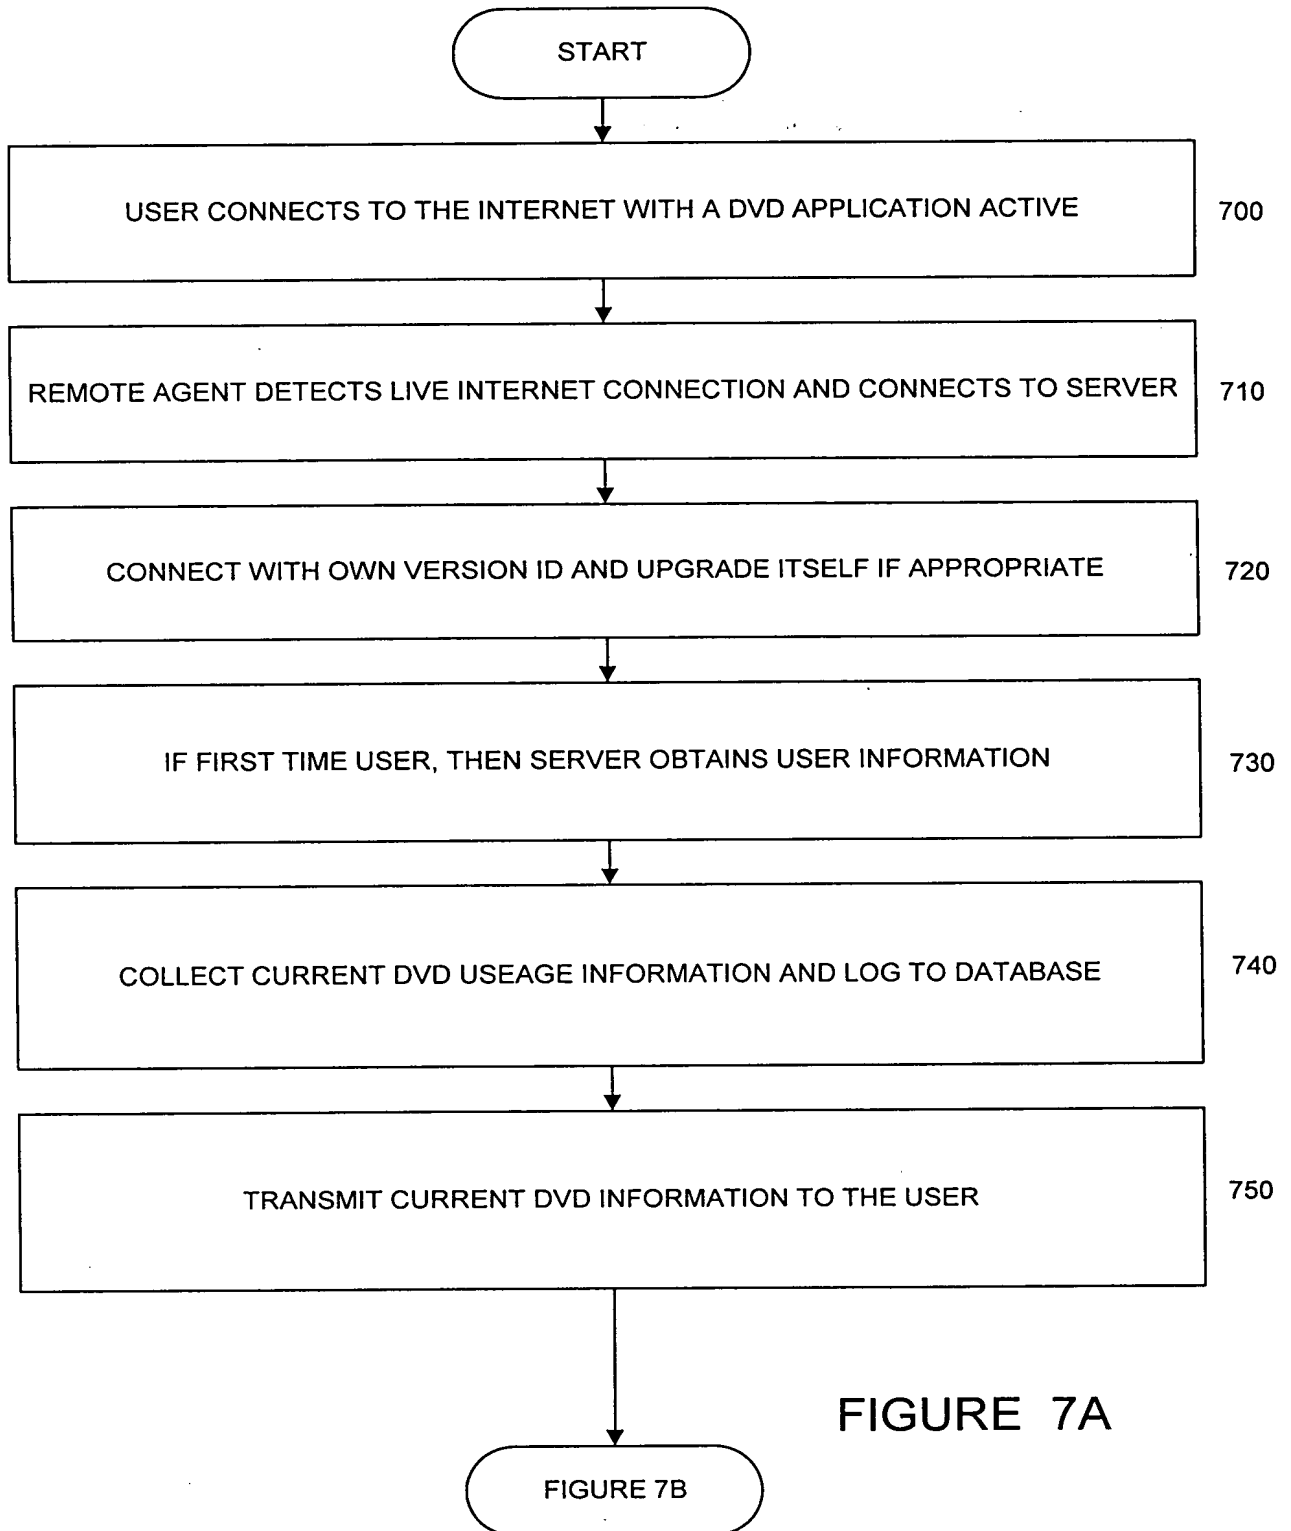 START
USER CONNECTS TO THE INTERNET WITH A DVD APPLICATION ACTIVE
700
REMOTE AGENT DETECTS LIVE INTERNET CONNECTION AND CONNECTS TO SERVER
710
CONNECT WITH OWN VERSION ID AND UPGRADE ITSELF IF APPROPRIATE
720
IF FIRST TIME USER, THEN SERVER OBTAINS USER INFORMATION
730
COLLECT CURRENT DVD USEAGE INFORMATION AND LOG TO DATABASE
740
TRANSMIT CURRENT DVD INFORMATION TO THE USER
750
FIGURE 7A
FIGURE 7B